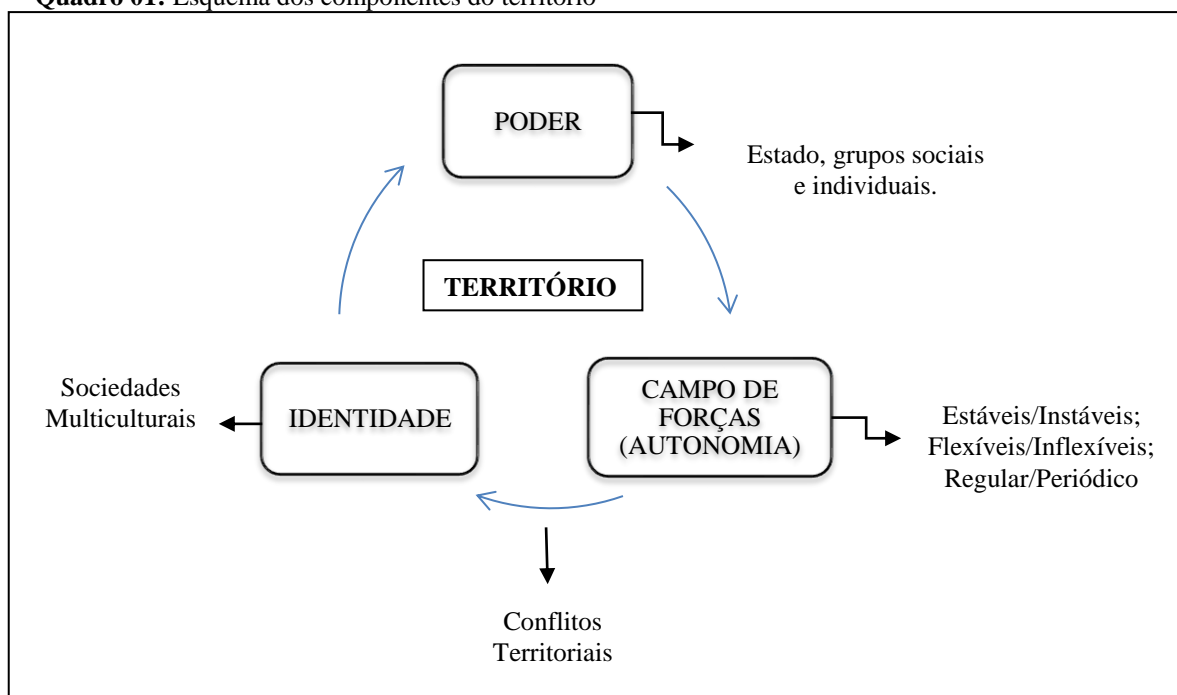 Quadro 01: Esquema dos componentes do território
PODER
Estado, grupos sociais
e individuais.
TERRITÓRIO
Sociedades
Multiculturais
IDENTIDADE
CAMPO DE
FORÇAS
(AUTONOMIA)
Estáveis/Instáveis;
Flexíveis/Inflexíveis;
Regular/Periódico
Conflitos
Territoriais